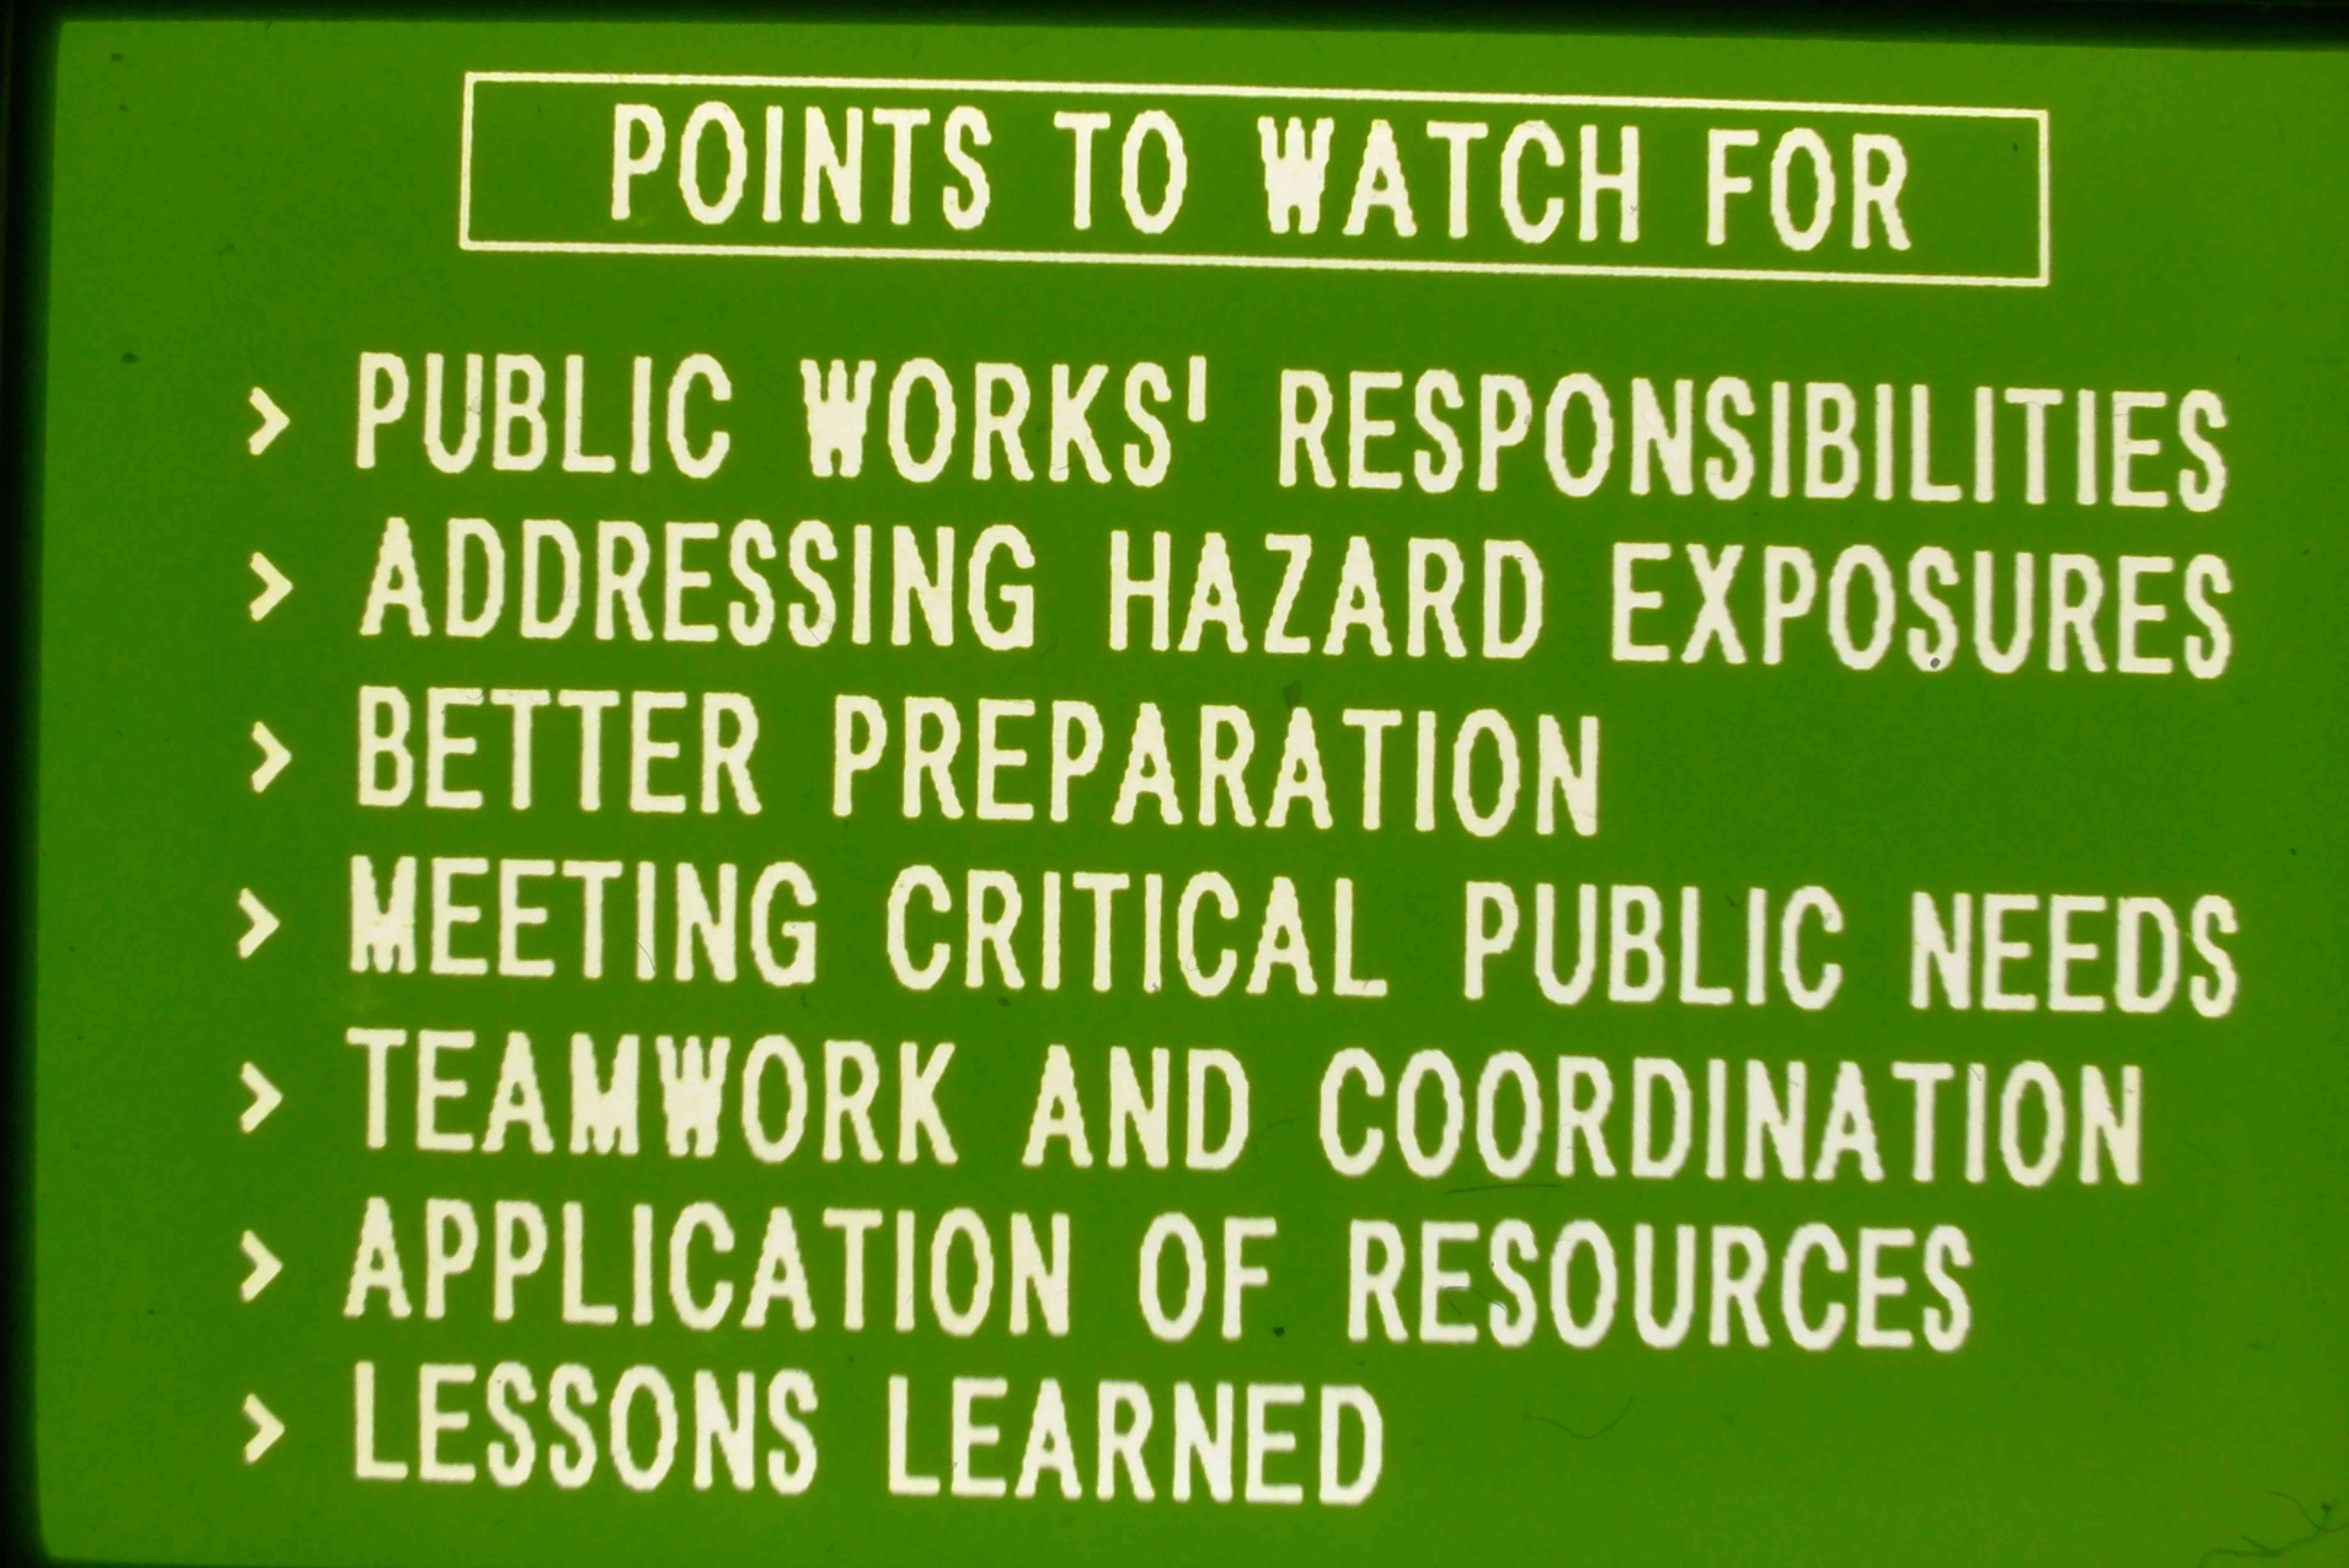 POINTS TO WATCH FOR
> PUBLIC WORKS' RESPONSIBILITIES
> ADDRESSING HAZARD EXPOSURES
> BETTER PREPARATION
> MEETING CRITICAL PUBLIC NEEDS
> TEAMWORK AND COORDINATION
> APPLICATION OF RESOURCES
> LESSONS LEARNED